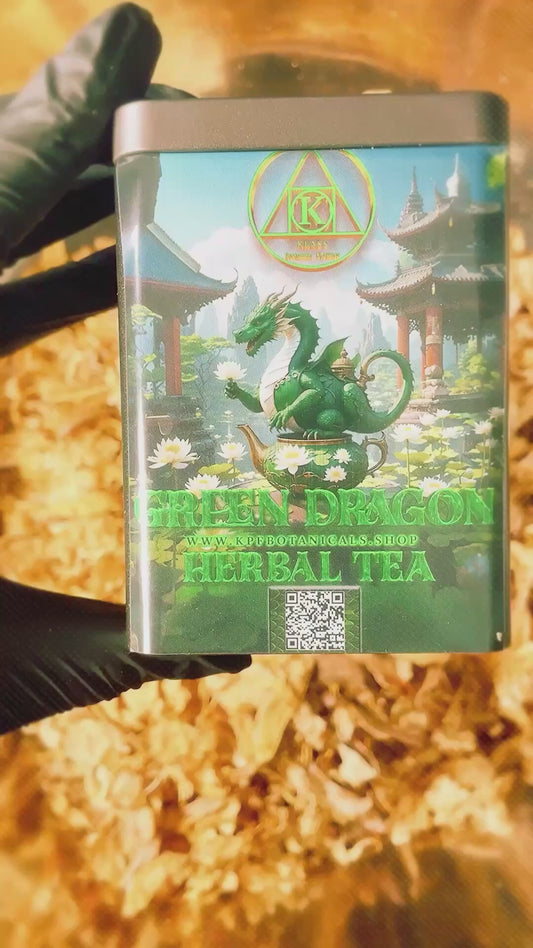 K
GREEN DRAGON
WWW.KPFBOTANICALS.SHOP
HERBAL TEA